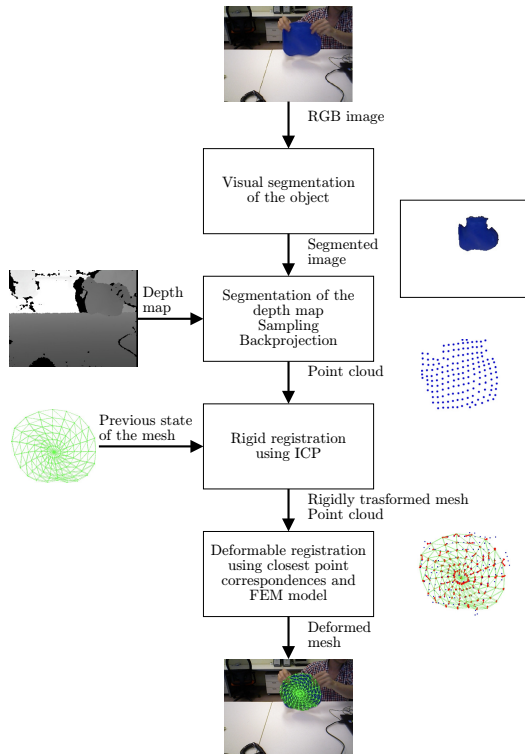 RGB image
Visual segmentation
of the object
Segmented
image
Depth
map
Segmentation of the
depth map
Sampling
Backprojection
Point cloud
Previous state
of the mesh
Rigid registration
using ICP
Rigidly trasformed mesh
Point cloud
Deformable registration
using closest point
correspondences and
FEM model
Deformed
mesh